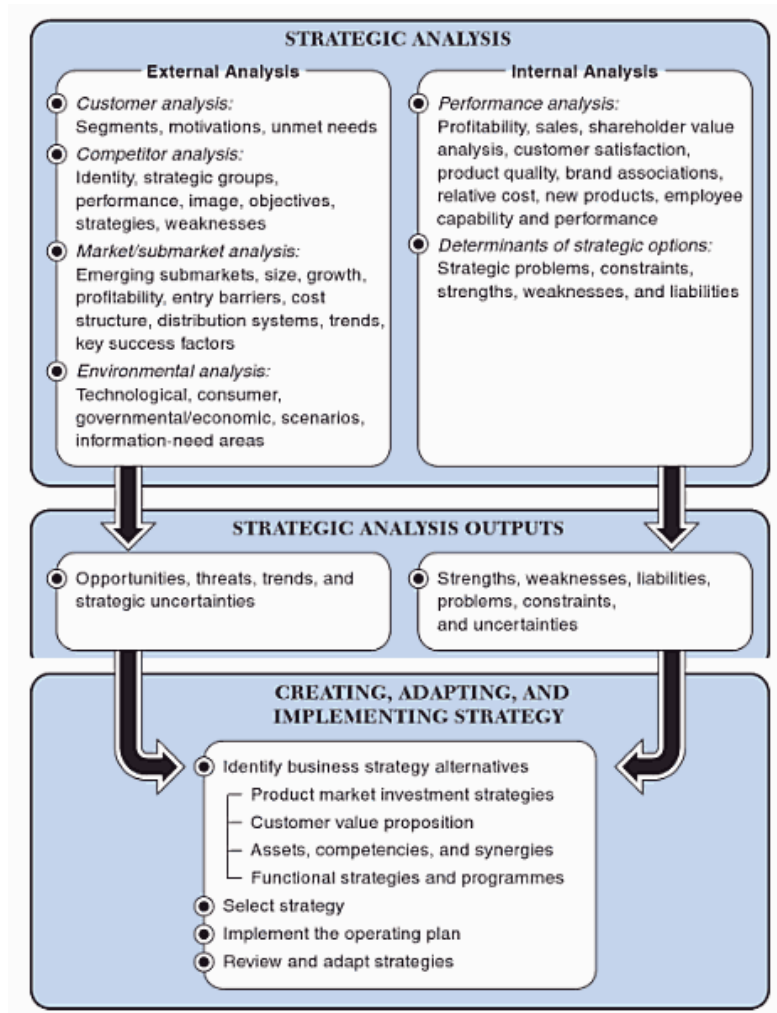 STRATEGIC ANALYSIS
External Analysis
Customer analysis:
Segments, motivations, unmet needs
Competitor analysis:
Identity, strategic groups,
performance, image, objectives,
strategies, weaknesses
Market/submarket analysis:
Emerging submarkets, size, growth,
profitability, entry barriers, cost
structure, distribution systems, trends,
key success factors
Environmental analysis:
Technological, consumer,
governmental/economic, scenarios,
information-need areas
Internal Analysis
Performance analysis:
Profitability, sales, shareholder value
analysis, customer satisfaction,
product quality, brand associations,
relative cost, new products, employee
capability and performance
Determinants of strategic options:
Strategic problems, constraints,
strengths, weaknesses, and liabilities
STRATEGIC ANALYSIS OUTPUTS
Opportunities, threats, trends, and
strategic uncertainties
Strengths, weaknesses, liabilities,
problems, constraints,
and uncertainties
CREATING, ADAPTING, AND
IMPLEMENTING STRATEGY
Identify business strategy alternatives
Product market investment strategies
Customer value proposition
Assets, competencies, and synergies
Functional strategies and programmes
Select strategy
Implement the operating plan
Review and adapt strategies